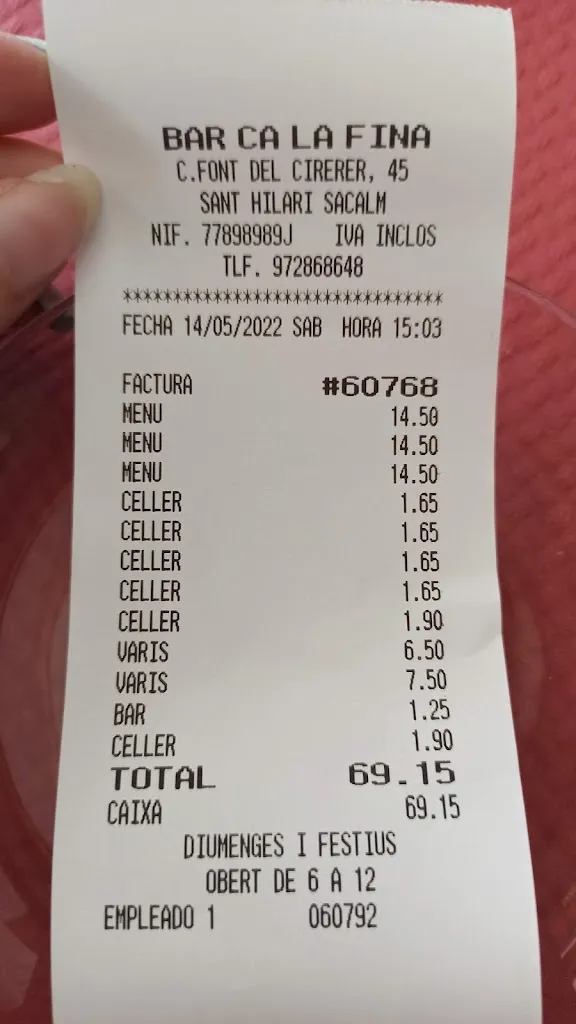 BAR CA LA FINA
C.FONT DEL CIRERER, 45
SANT HILARI SACALM
NIF. 77898989J IVA INCLOS
TLF. 972868648
********************************
FECHA 14/05/2022 SAB HORA 15:03
FACTURA #60768
MENU 14.50
MENU 14.50
MENU 14.50
CELLER 1.65
CELLER 1.65
CELLER 1.65
CELLER 1.65
CELLER 1.90
VARIS 6.50
VARIS 7.50
BAR 1.25
CELLER 1.90
TOTAL 69.15
CAIXA 69.15
DIUMENGES I FESTIUS
OBERT DE 6 A 12
EMPLEADO 1 060792